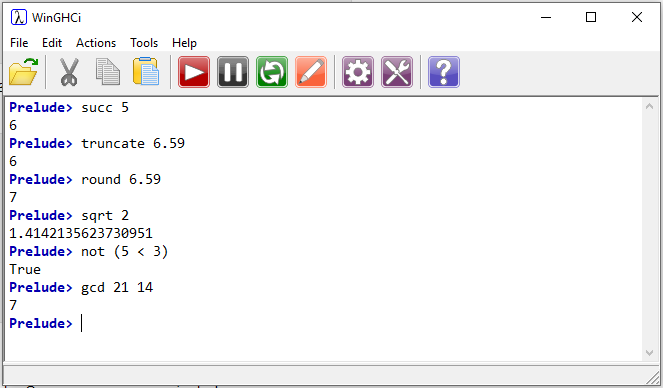 WinGHCi
File Edit Actions Tools Help
Prelude> succ 5
6
Prelude> truncate 6.59
6
Prelude> round 6.59
7
Prelude> sqrt 2
1.4142135623730951
Prelude> not (5 < 3)
True
Prelude> gcd 21 14
7
Prelude>